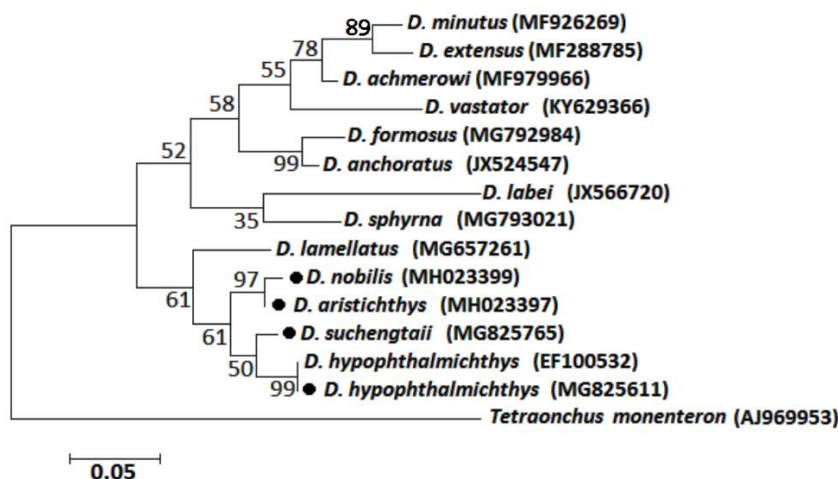 89 D. minutus (MF926269)
78 D. extensus (MF288785)
55 D. achmerowi (MF979966)
58 D. vastator (KY629366)
D. formosus (MG792984)
52 99 D. anchoratus (JX524547)
D. labei (JX566720)
35 D. sphyrna (MG793021)
D. lamellatus (MG657261)
97 D. nobilis (MH023399)
61 D. aristichthys (MH023397)
61 D. suchengtaii (MG825765)
50 D. hypophthalmichthys (EF100532)
99 D. hypophthalmichthys (MG825611)
Tetraonchus monenteron (AJ969953)
0.05